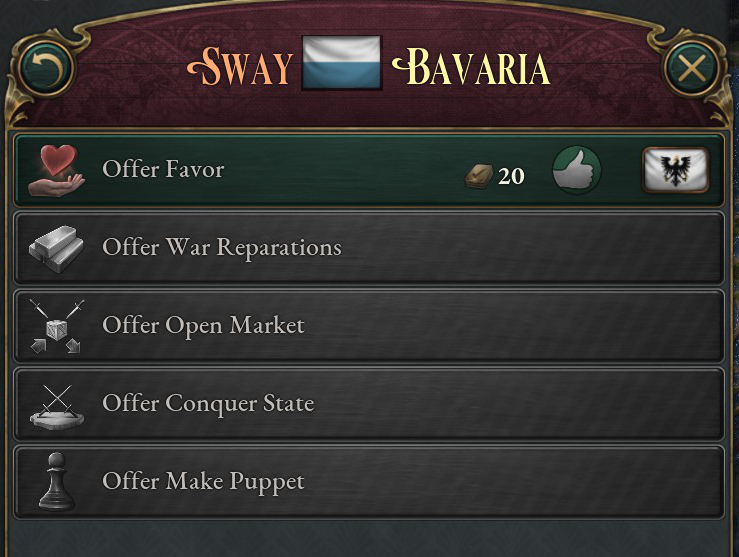 Sway Bavaria
Offer Favor 20
Offer War Reparations
Offer Open Market
Offer Conquer State
Offer Make Puppet